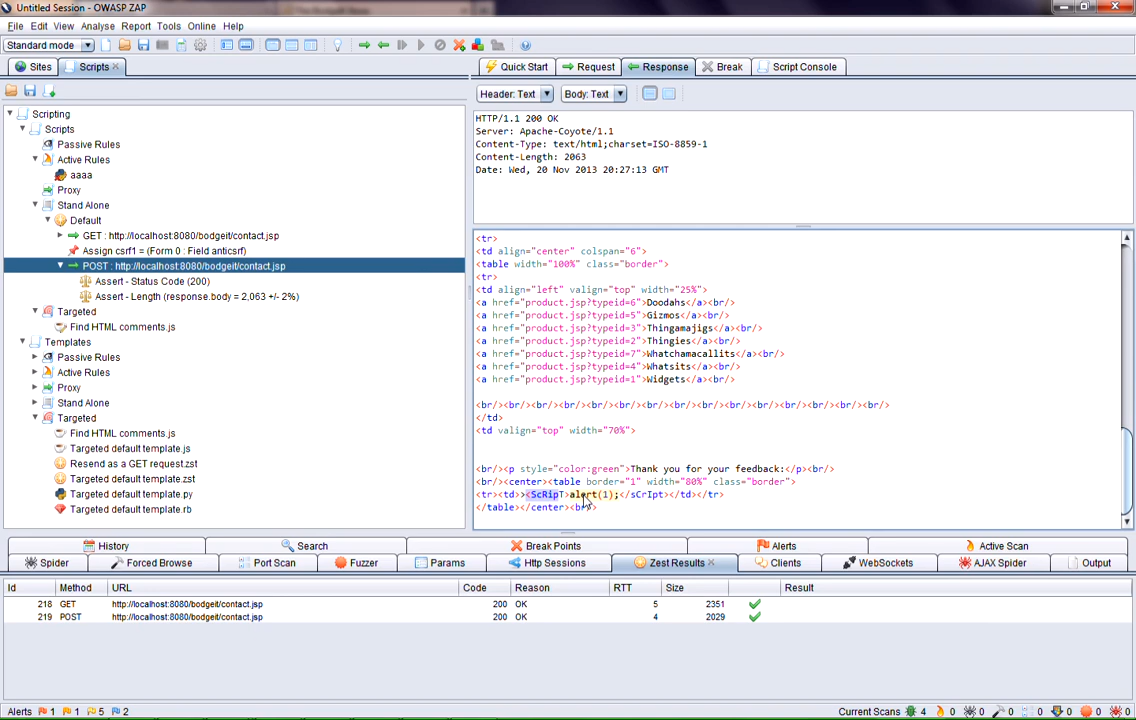 Untitled Session - OWASP ZAP
File Edit View Analyse Report Tools Online Help
Standard mode
Sites Scripts
Quick Start Request Response Break Script Console
Header: Text Body: Text
Scripting
Scripts
Passive Rules
Active Rules
aaaa
Proxy
Stand Alone
Default
GET : http://localhost:8080/bodgeit/contact.jsp
Assign csrf1 = (Form 0 : Field anticsrf)
POST : http://localhost:8080/bodgeit/contact.jsp
Assert - Status Code (200)
Assert - Length (response.body = 2,063 +/- 2%)
Targeted
Find HTML comments.js
Templates
Passive Rules
Active Rules
Proxy
Stand Alone
Targeted
Find HTML comments.js
Targeted default template.js
Resend as a GET request.zst
Targeted default template.zst
Targeted default template.py
Targeted default template.rb
HTTP/1.1 200 OK
Server: Apache-Coyote/1.1
Content-Type: text/html;charset=ISO-8859-1
Content-Length: 2063
Date: Wed, 20 Nov 2013 20:27:13 GMT
<tr>
<td align="center" colspan="6">
<table width="100%" class="border">
<tr>
<td align="left" valign="top" width="25%">
<a href="product.jsp?typeid=6">Doodahs</a><br/>
<a href="product.jsp?typeid=5">Gizmos</a><br/>
<a href="product.jsp?typeid=3">Thingamajigs</a><br/>
<a href="product.jsp?typeid=2">Thingies</a><br/>
<a href="product.jsp?typeid=7">Whatchamacallits</a><br/>
<a href="product.jsp?typeid=4">Whatsits</a><br/>
<a href="product.jsp?typeid=1">Widgets</a><br/>
<br/><br/><br/><br/><br/><br/><br/><br/><br/><br/><br/><br/><br/><br/>
</td>
<td valign="top" width="70%">
<br/><p style="color:green">Thank you for your feedback:</p><br/>
<br/><center><table border="1" width="80%" class="border">
<tr><td>><ScRipT>alert(1);</sCrIpt></td></tr>
</table></center><br/>
History Search Break Points Alerts Active Scan
Spider Forced Browse Port Scan Fuzzer Params Http Sessions Zest Results Clients WebSockets AJAX Spider Output
Id Method URL Code Reason RTT Size Result
218 GET http://localhost:8080/bodgeit/contact.jsp 200 OK 5 2351
219 POST http://localhost:8080/bodgeit/contact.jsp 200 OK 4 2029
Alerts 1 1 5 2 Current Scans 4 0 0 0 0 0 0 0